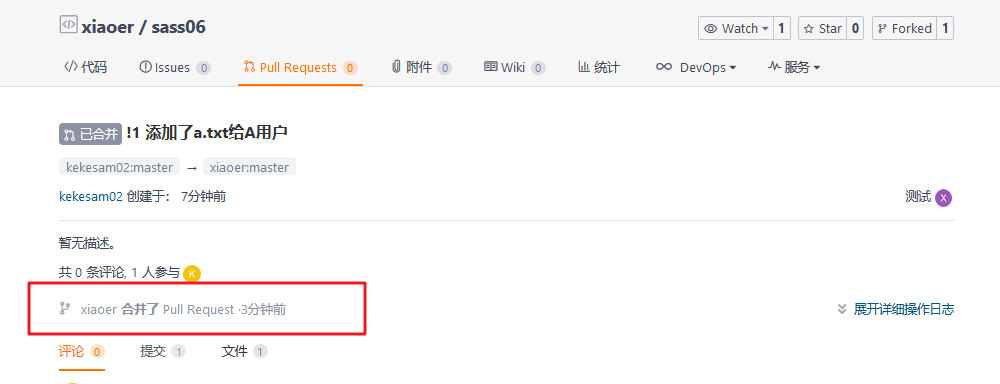 xiaoer / sass06
Watch 1 Star 0 Forked 1
代码 Issues 0 Pull Requests 0 附件 0 Wiki 0 统计 DevOps 服务
已合并 !1 添加了a.txt给A用户
kekesam02:master → xiaoer:master
kekesam02 创建于: 7分钟前 测试 X
暂无描述。
共 0 条评论, 1 人参与 K
xiaoer 合并了 Pull Request ·3分钟前 展开详细操作日志
评论 0 提交 1 文件 1